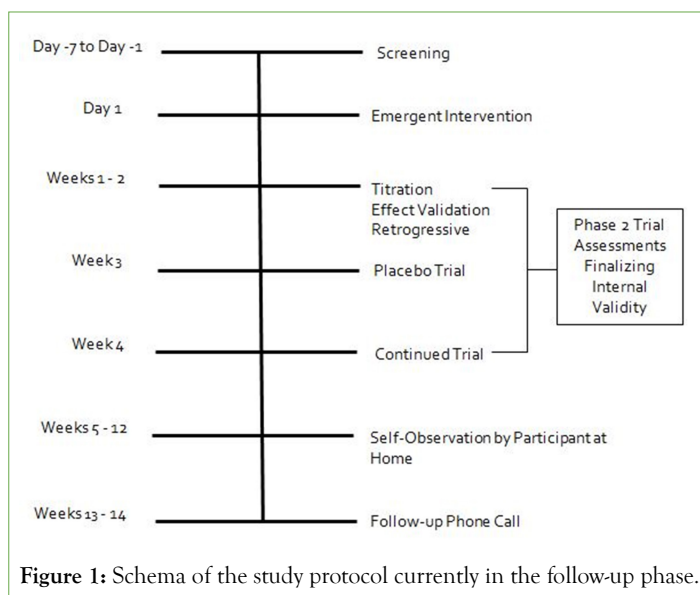 Day -7 to Day -1
Screening
Day 1
Emergent Intervention
Weeks 1 - 2
Titration
Effect Validation
Retrogressive
Week 3
Placebo Trial
Week 4
Continued Trial
Phase 2 Trial
Assessments
Finalizing
Internal
Validity
Weeks 5 - 12
Self-Observation by Participant at
Home
Weeks 13 - 14
Follow-up Phone Call
Figure 1: Schema of the study protocol currently in the follow-up phase.